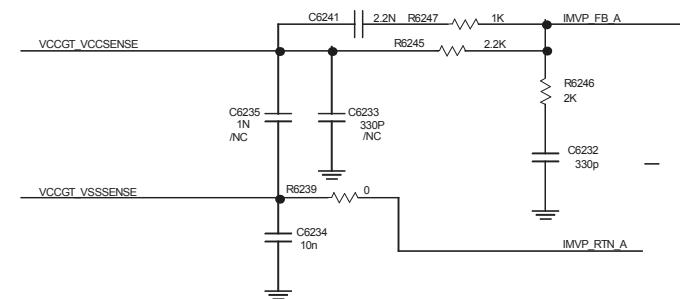 C6241 2.2N R6247 1K IMVP_FB_A
VCCGT_VCCSENSE R6245 2.2K
R6246
2K
C6235
1N
/NC
C6233
330P
/NC
C6232
330p
VCCGT_VSSSENSE R6239 0
C6234
10n
IMVP_RTN_A